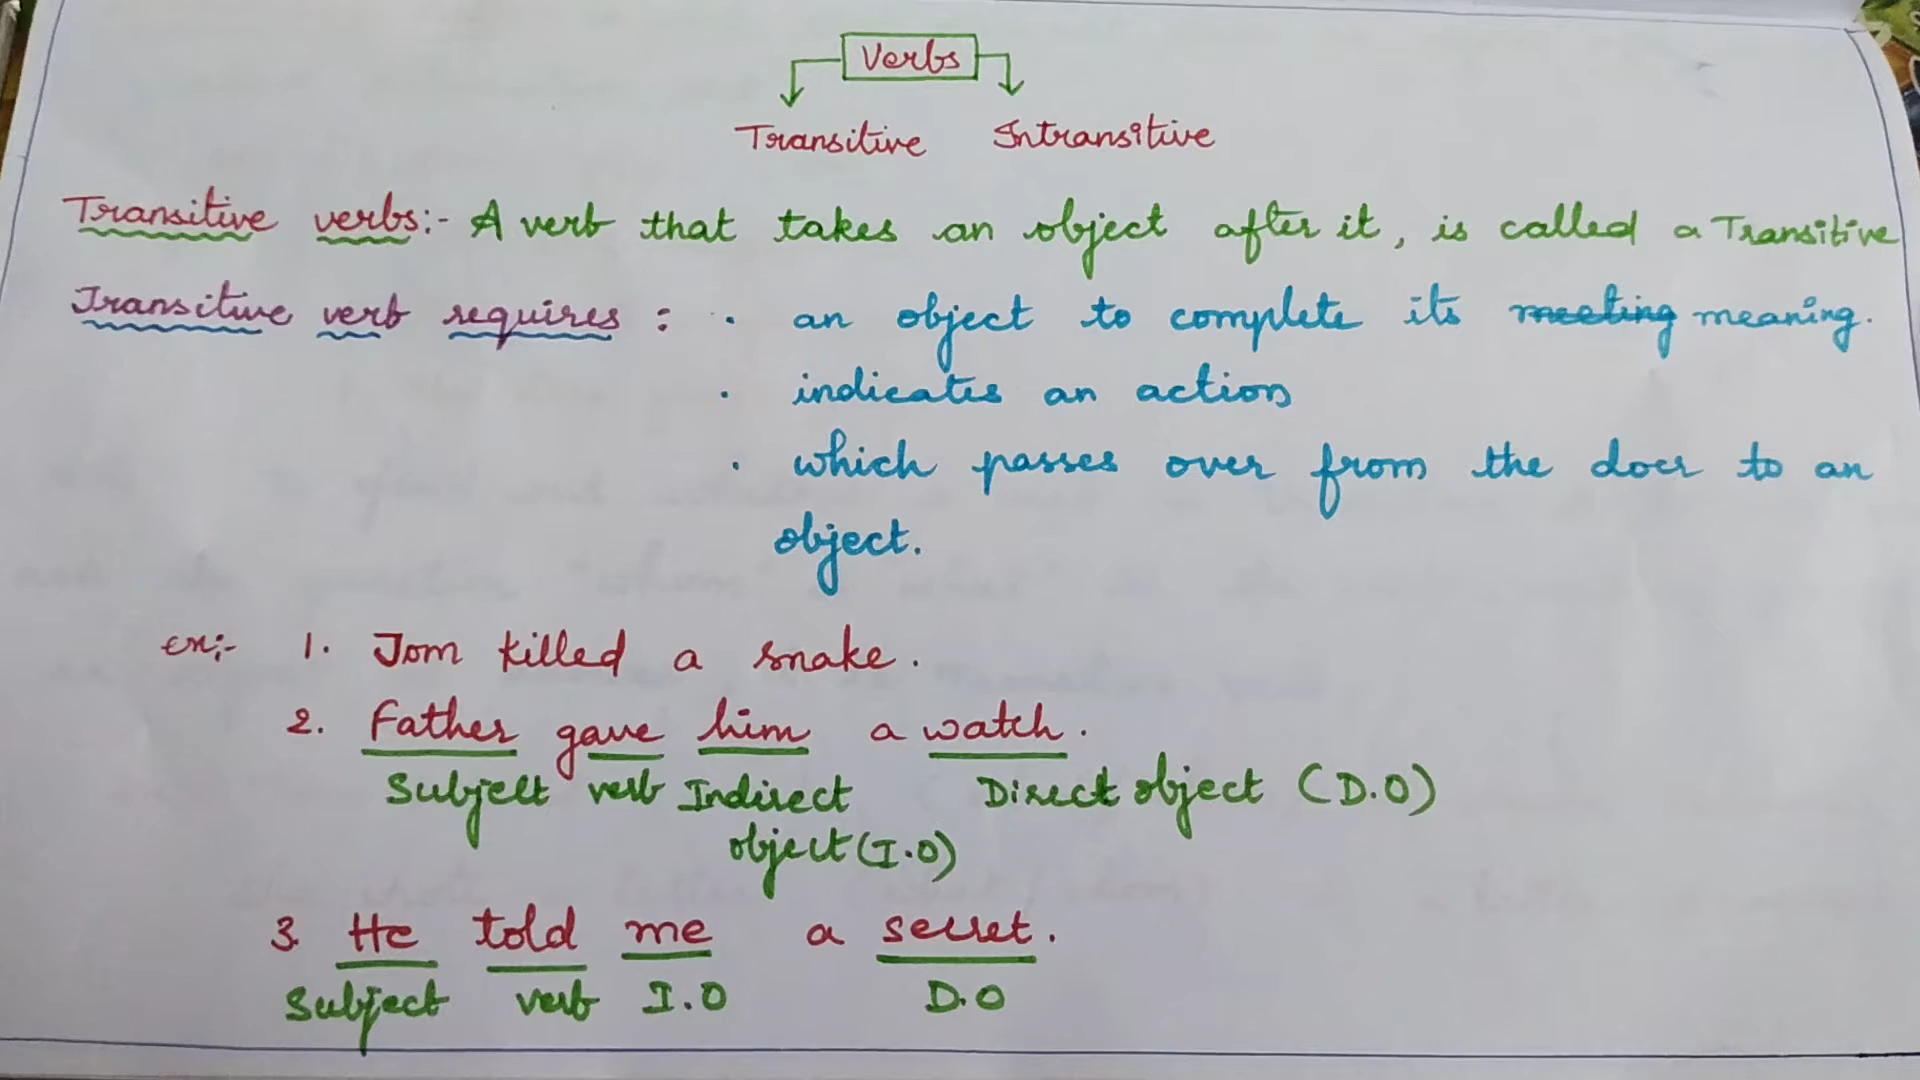 Verbs
Transitive Intransitive
Transitive verbs:- A verb that takes an object after it, is called a Transitive
Transitive verb requires : · an object to complete its meeting meaning.
· indicates an action
· which passes over from the doer to an
object.
ex:- 1. Tom killed a snake.
2. Father gave him a watch.
Subject verb Indirect Direct object (D.O)
object (I.O)
3. He told me a secret.
Subject verb I.O D.O